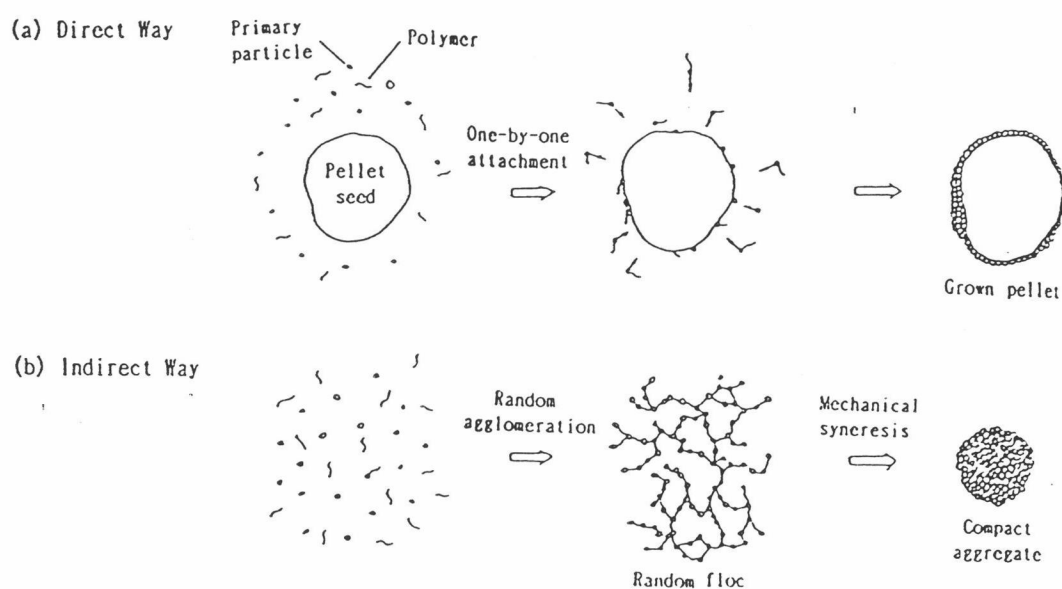 (a) Direct Way
Primary
particle
Polymer
Pellet
seed
One-by-one
attachment
Grown pellet
(b) Indirect Way
Random
agglomeration
Random floc
Mechanical
syneresis
Compact
aggregate